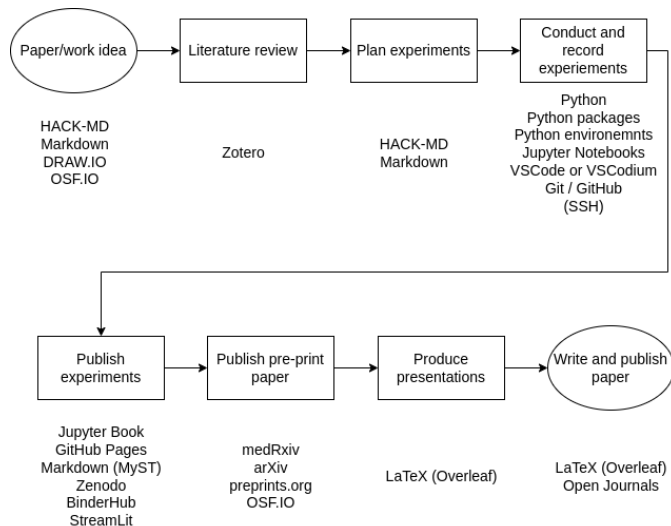 Paper/work idea
Literature review
Plan experiments
Conduct and
record
experiements
HACK-MD
Markdown
DRAW.IO
OSF.IO
Zotero
HACK-MD
Markdown
Python
Python packages
Python environemnts
Jupyter Notebooks
VSCode or VSCodium
Git / GitHub
(SSH)
Publish
experiments
Publish pre-print
paper
Produce
presentations
Write and publish
paper
Jupyter Book
GitHub Pages
Markdown (MyST)
Zenodo
BinderHub
StreamLit
medRxiv
arXiv
preprints.org
OSF.IO
LaTeX (Overleaf)
LaTeX (Overleaf)
Open Journals